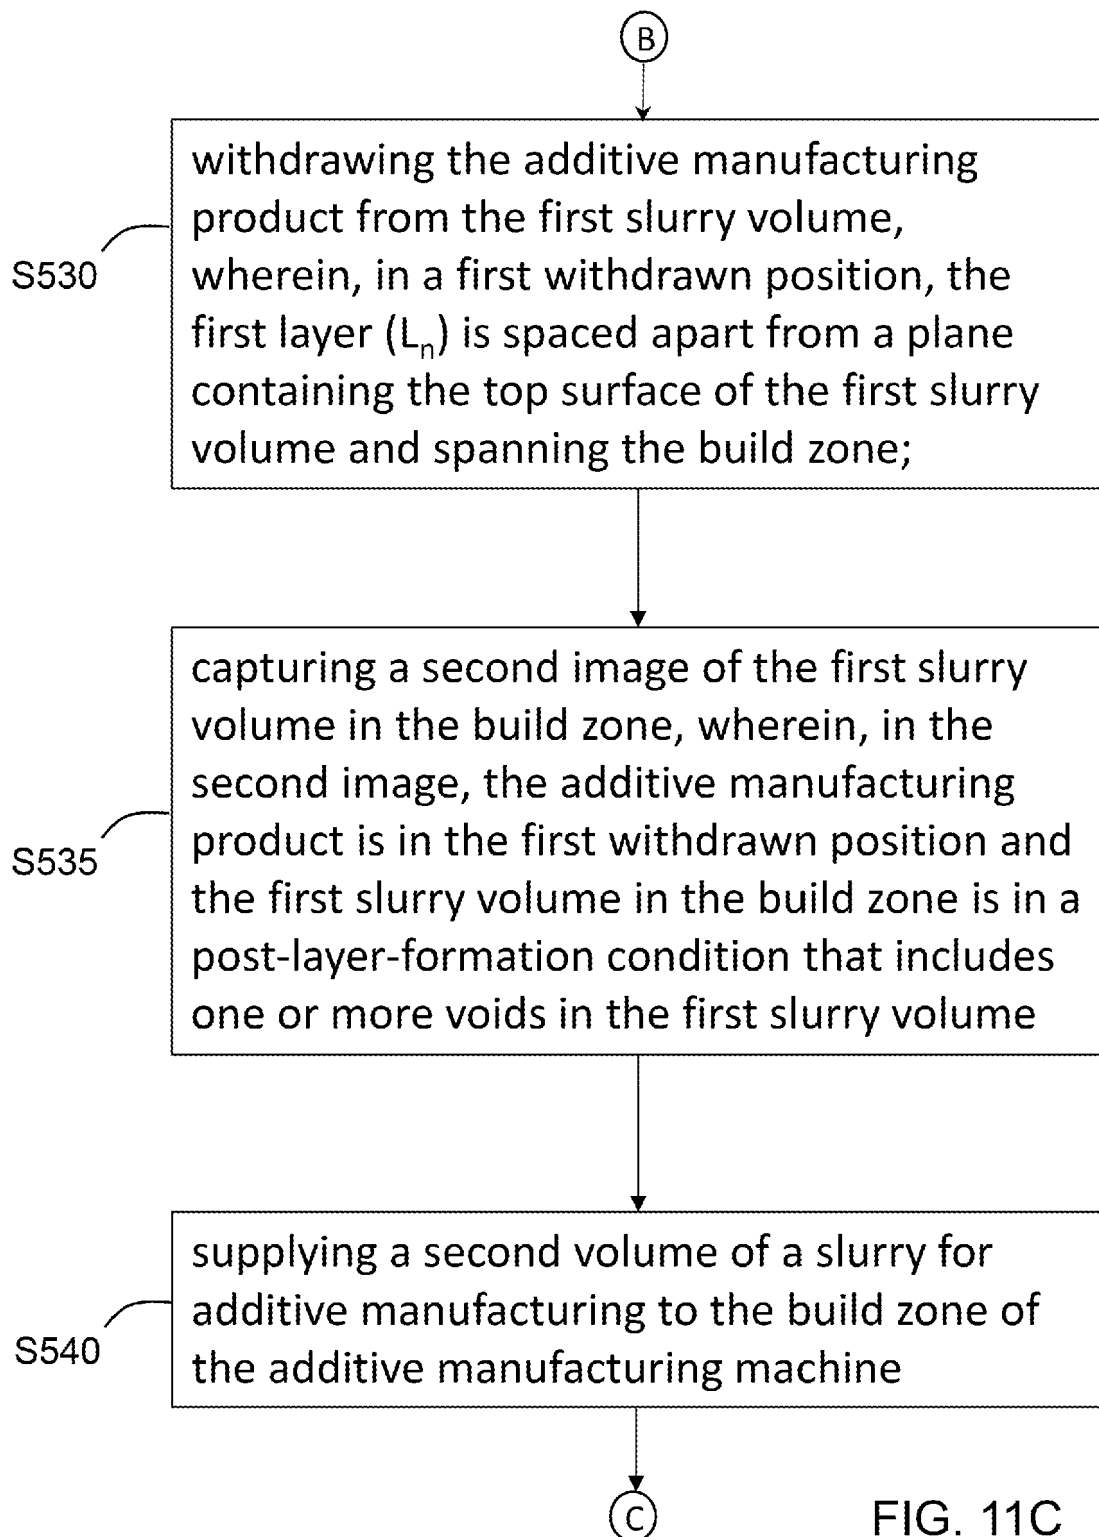 B
withdrawing the additive manufacturing
product from the first slurry volume,
wherein, in a first withdrawn position, the
first layer (Lₙ) is spaced apart from a plane
containing the top surface of the first slurry
volume and spanning the build zone;
S530
capturing a second image of the first slurry
volume in the build zone, wherein, in the
second image, the additive manufacturing
product is in the first withdrawn position and
the first slurry volume in the build zone is in a
post-layer-formation condition that includes
one or more voids in the first slurry volume
S535
supplying a second volume of a slurry for
additive manufacturing to the build zone of
the additive manufacturing machine
S540
C
FIG. 11C